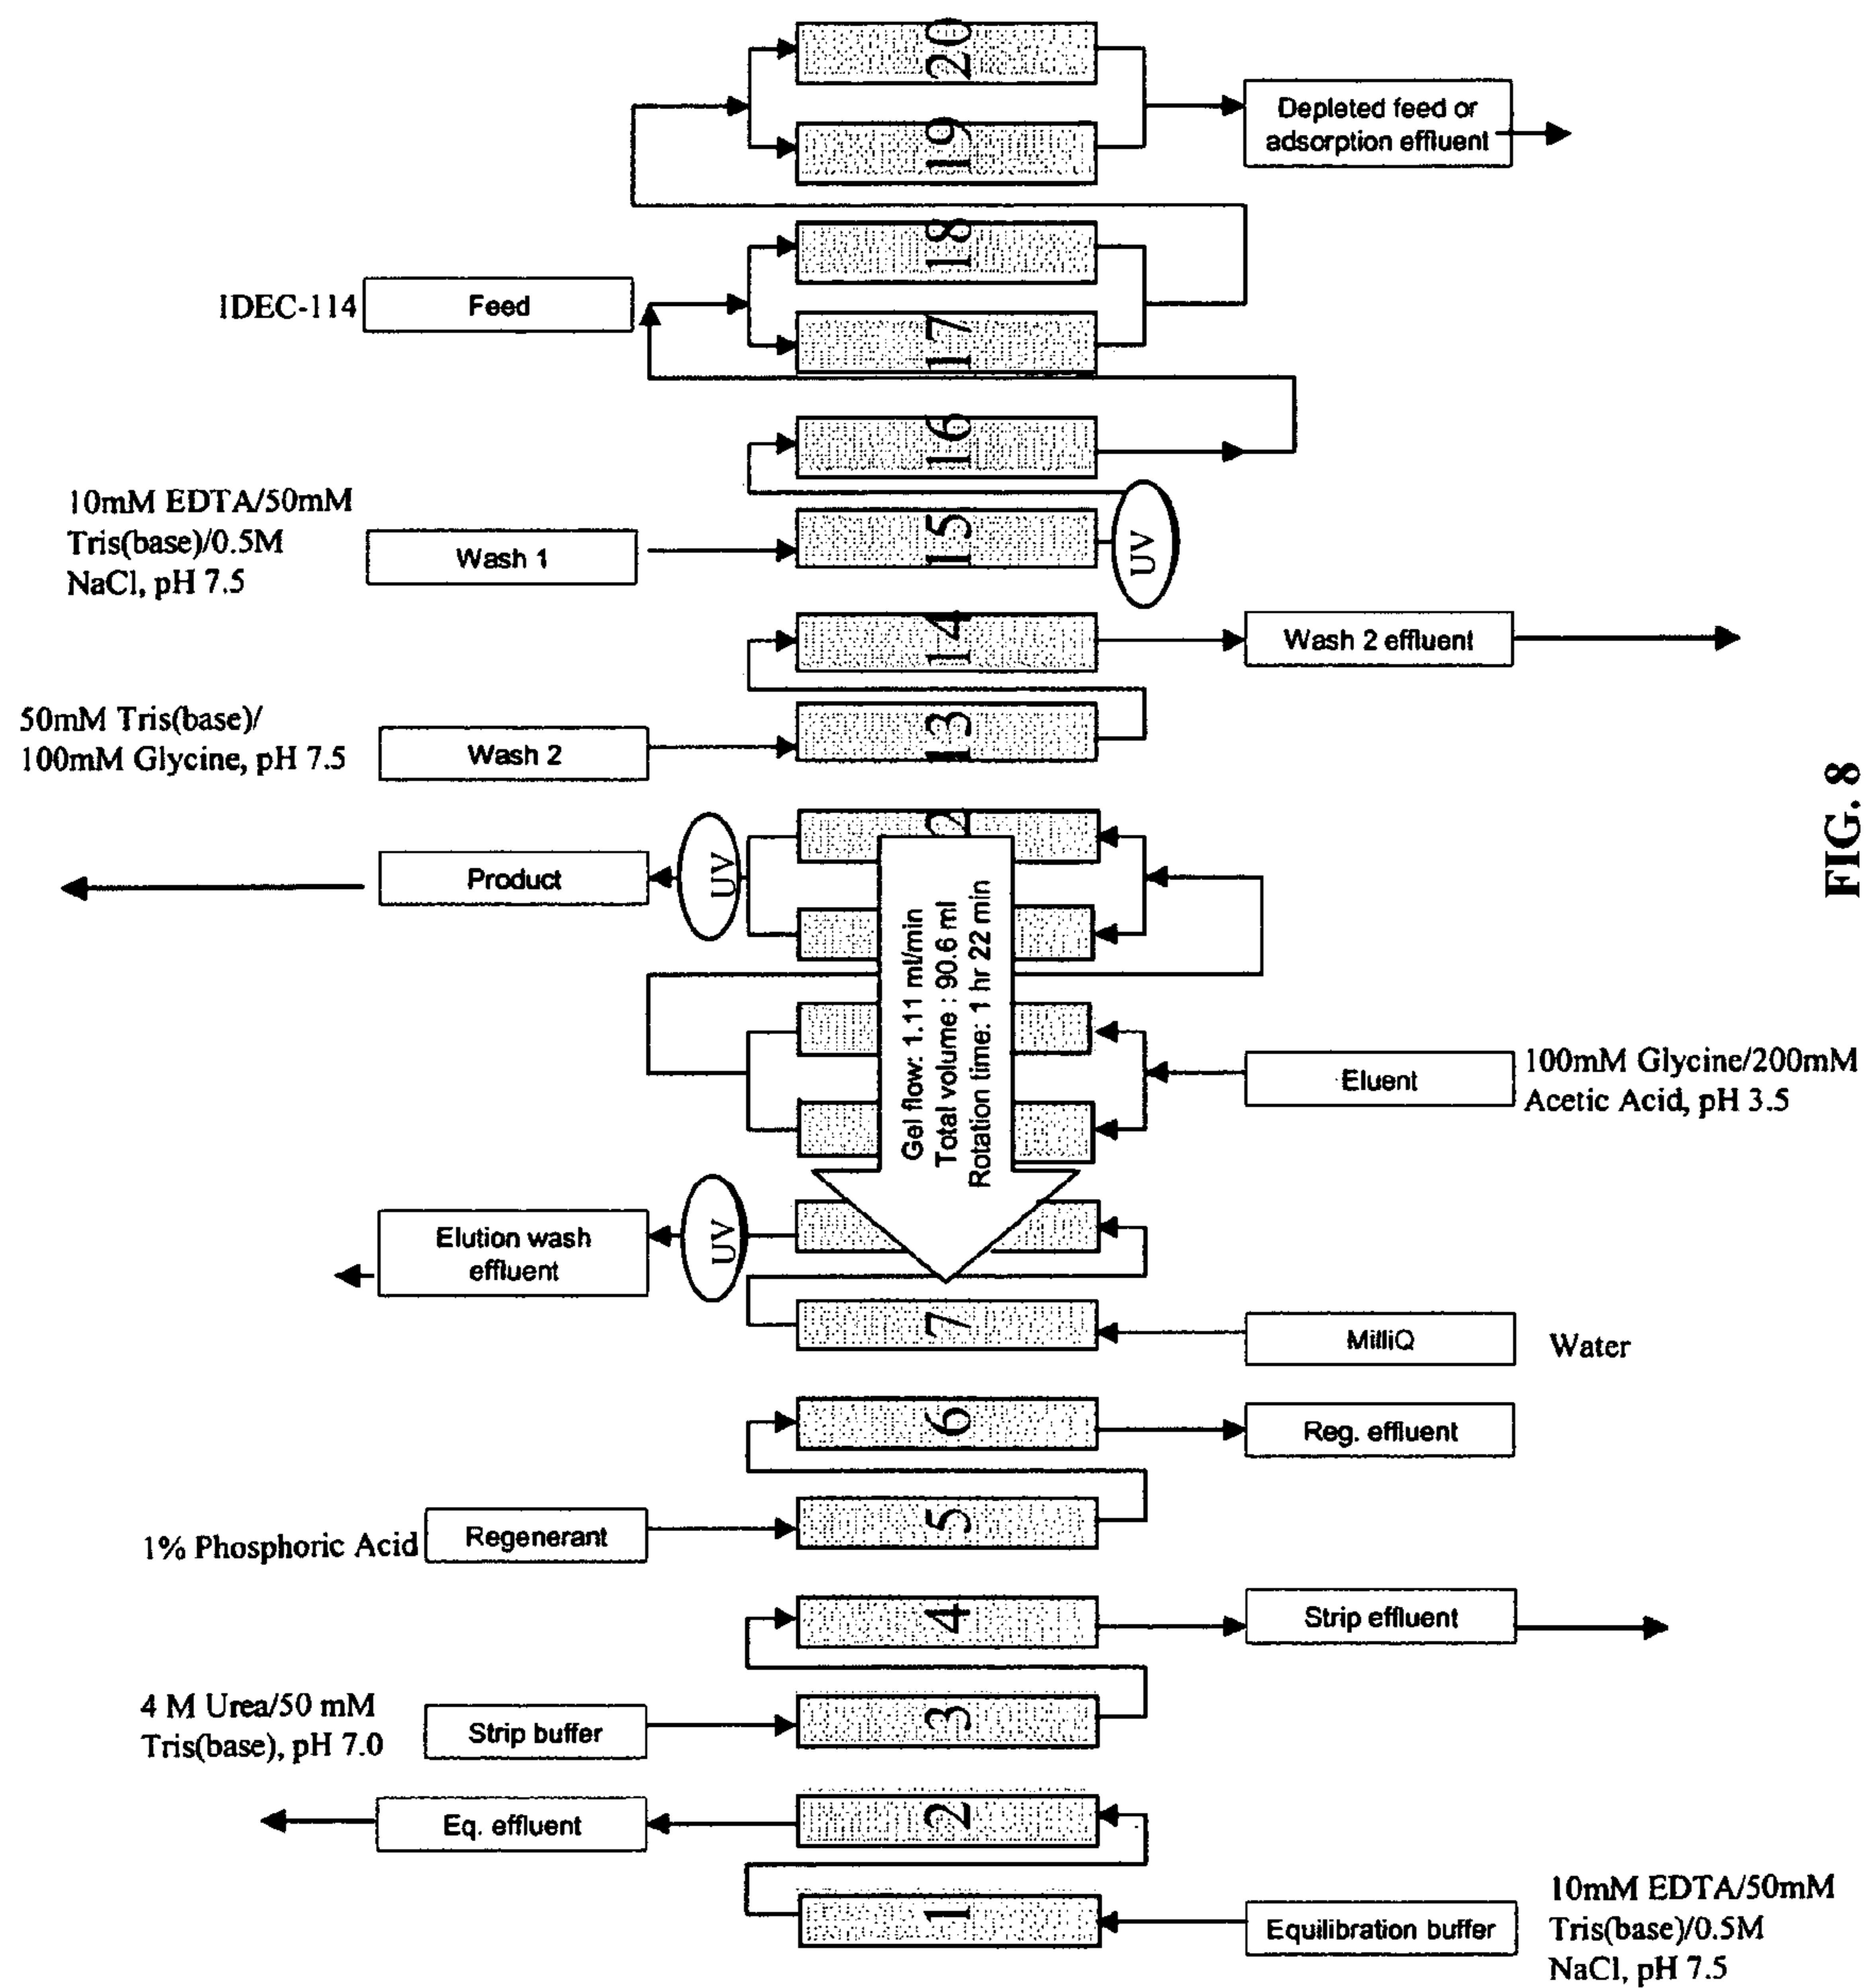 20
19
Depleted feed or
adsorption effluent
18
IDEC-114
Feed
17
16
10mM EDTA/50mM
Tris(base)/0.5M
NaCl, pH 7.5
Wash 1
15
UV
14
Wash 2 effluent
50mM Tris(base)/
100mM Glycine, pH 7.5
Wash 2
13
2
Product
UV
Gel flow: 1.11 ml/min
Total volume : 90.6 ml
Rotation time: 1 hr 22 min
Eluent
100mM Glycine/200mM
Acetic Acid, pH 3.5
Elution wash
effluent
UV
7
MilliQ
Water
6
Reg. effluent
1% Phosphoric Acid
Regenerant
5
4
Strip effluent
4 M Urea/50 mM
Tris(base), pH 7.0
Strip buffer
3
Eq. effluent
2
1
Equilibration buffer
10mM EDTA/50mM
Tris(base)/0.5M
NaCl, pH 7.5
FIG. 8